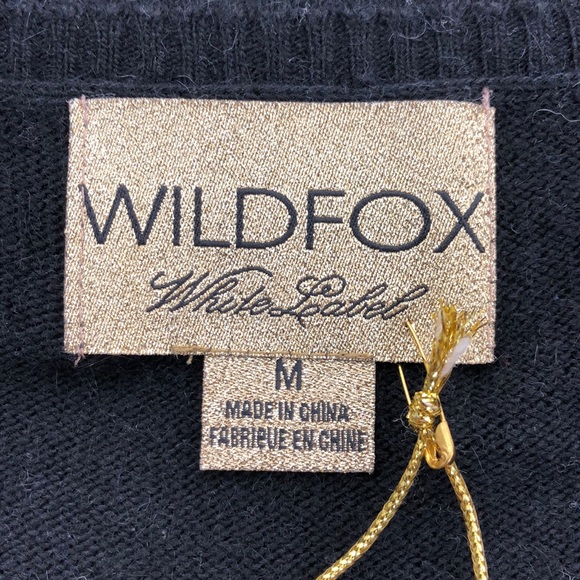 WILDFOX
White Label
M
MADE IN CHINA
FABRIQUE EN CHINE